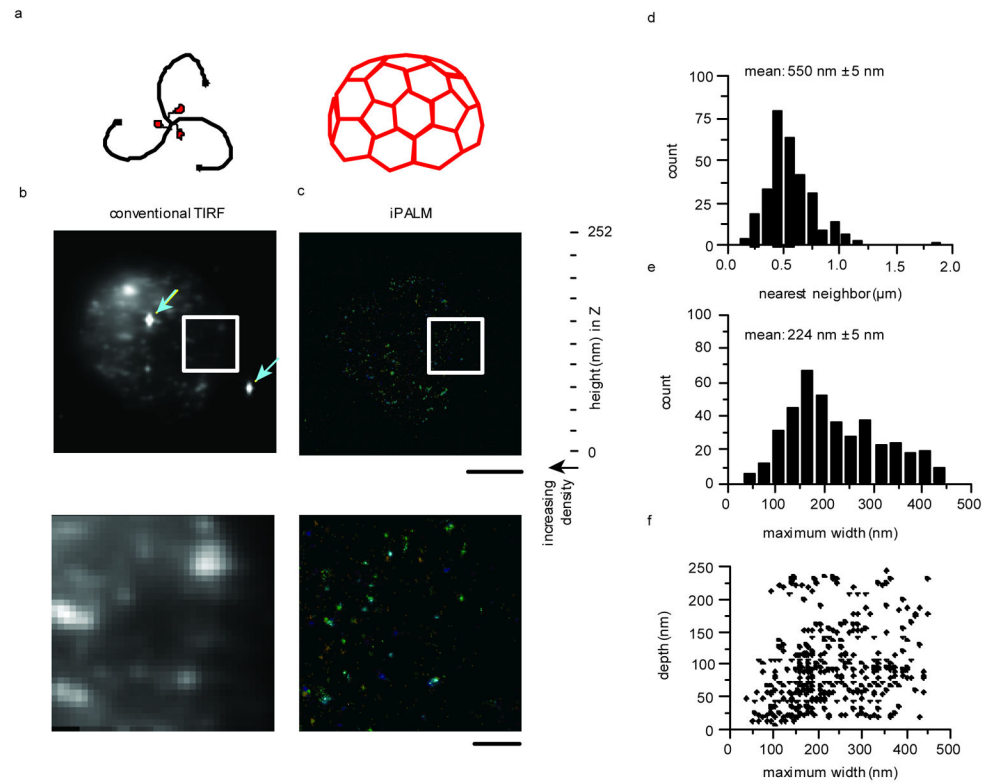 a
b
conventional TIRF
c
iPALM
252
height (nm) in Z
0
increasing
density
d
mean: 550 nm ±5 nm
100
75
50
25
0
count
0.0
0.5
1.0
1.5
2.0
nearest neighbor (µm)
e
mean: 224 nm ±5 nm
100
80
60
40
20
0
count
0
100
200
300
400
500
maximum width (nm)
f
250
200
150
100
50
0
depth (nm)
0
100
200
300
400
500
maximum width (nm)